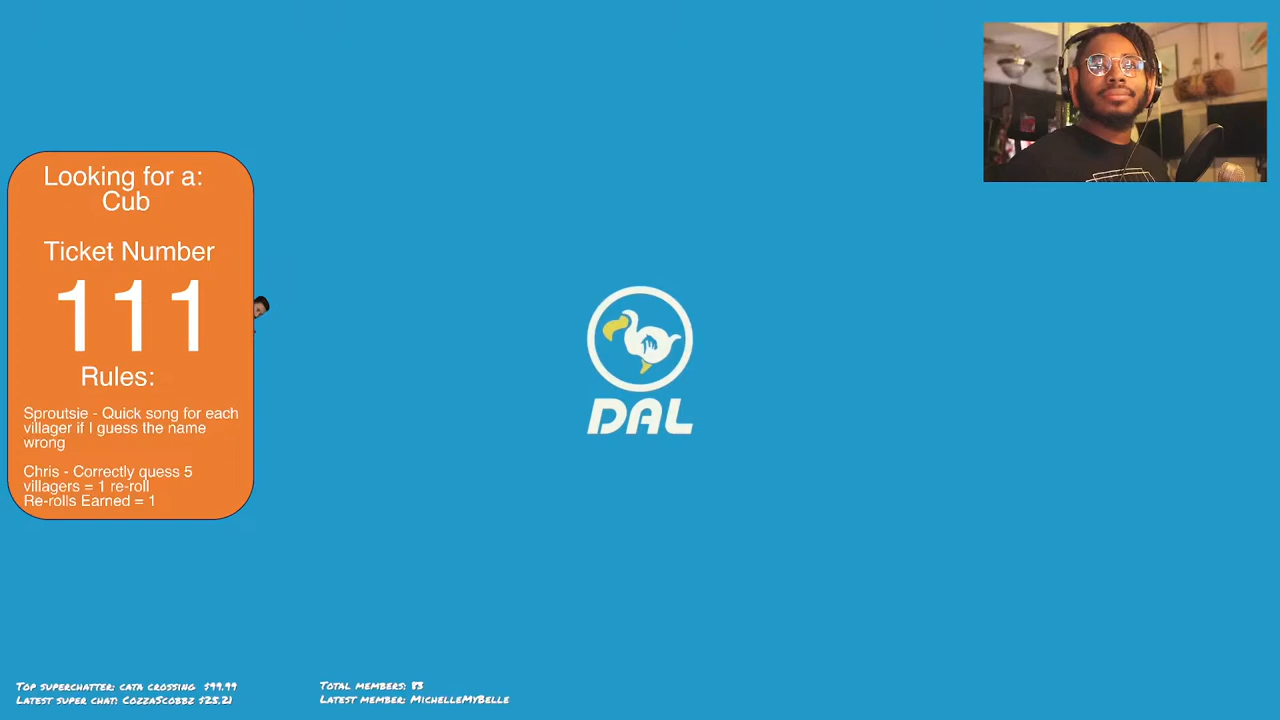 Looking for a:
Cub
Ticket Number
111
Rules:
Sproutsie - Quick song for each
villager if I guess the name
wrong
Chris - Correctly quess 5
villagers = 1 re-roll
Re-rolls Earned = 1
DAL
Top superchatter: cata crossing $99.99
Latest super chat: CozzaScobbz $25.21
Total members: 83
Latest member: MichelleMyBelle